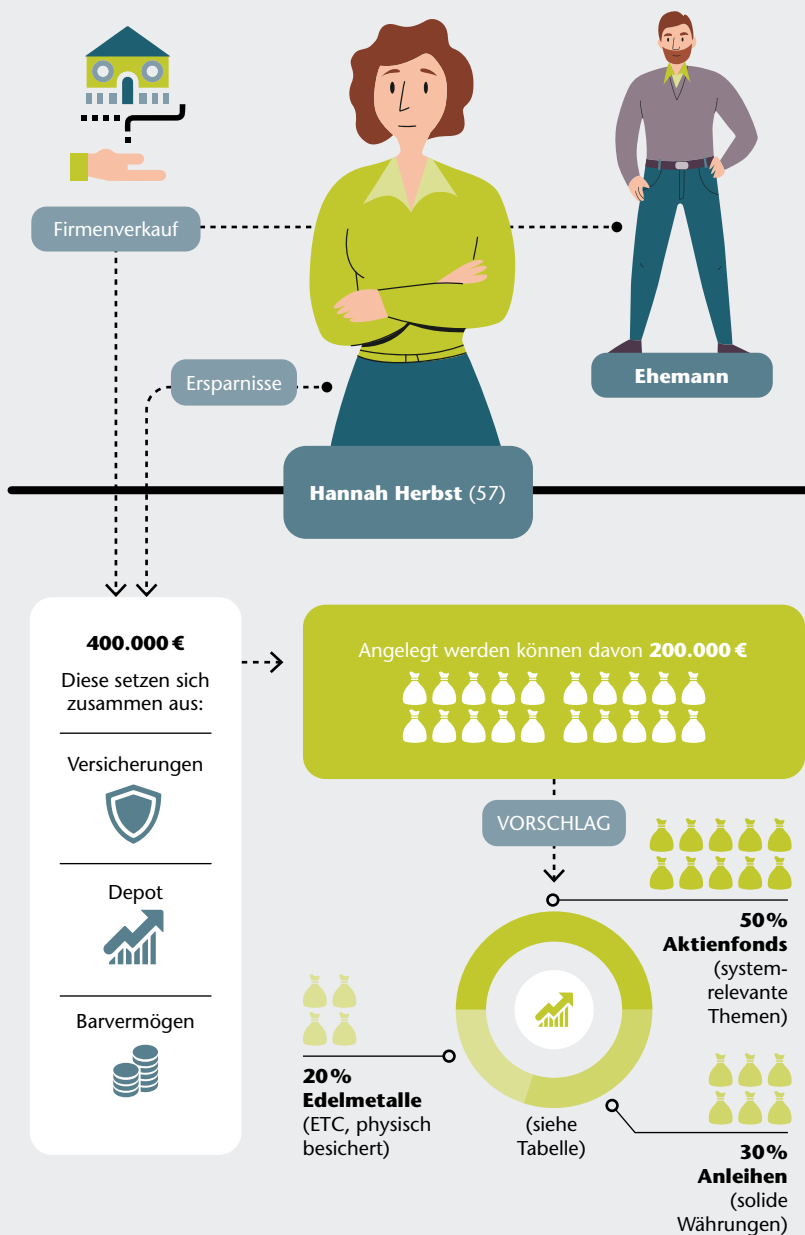 Firmenverkauf
Ersparnisse
Ehemann
Hannah Herbst (57)
400.000 €
Diese setzen sich
zusammen aus:
Versicherungen
Depot
Barvermögen
Angelegt werden können davon 200.000 €
VORSCHLAG
50%
Aktienfonds
(system-
relevante
Themen)
20%
Edelmetalle
(ETC, physisch
besichert)
(siehe
Tabelle)
30%
Anleihen
(solide
Währungen)